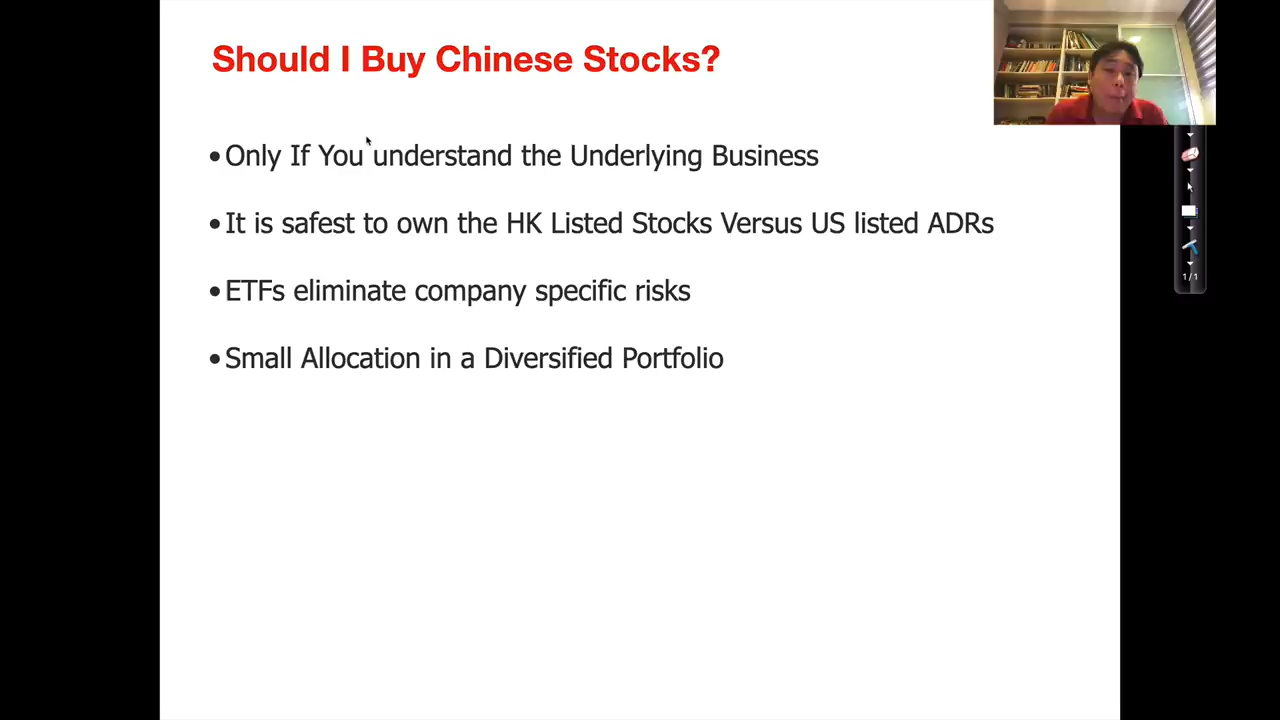 Should I Buy Chinese Stocks?
•Only If You understand the Underlying Business
•It is safest to own the HK Listed Stocks Versus US listed ADRs
•ETFs eliminate company specific risks
•Small Allocation in a Diversified Portfolio
1/1